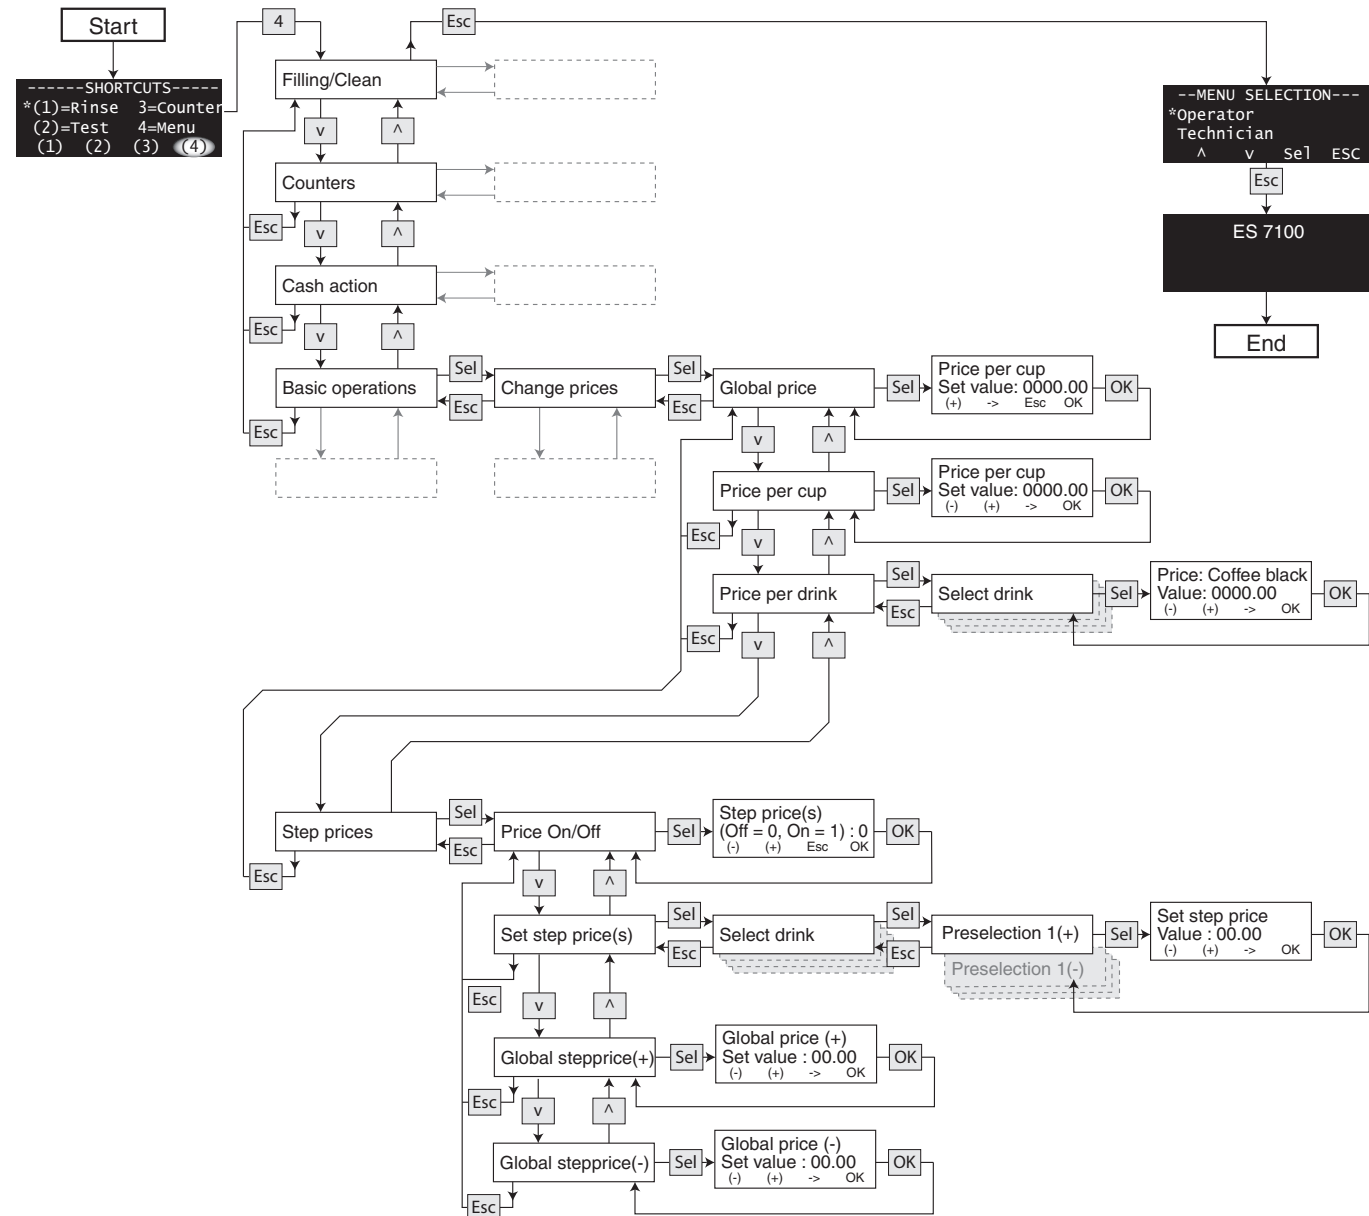 Start
4
Esc
------SHORTCUTS-----
*(1)=Rinse 3=Counter
(2)=Test 4=Menu
(1) (2) (3) (4)
Filling/Clean
v
^
--MENU SELECTION---
*Operator
Technician
^ v Sel ESC
Esc
ES 7100
End
Counters
Esc
v
^
Cash action
Esc
v
^
Basic operations
Sel
Esc
Change prices
Sel
Esc
Global price
Sel
Price per cup
Set value: 0000.00
(+) -> Esc OK
OK
Esc
v
^
Price per cup
Sel
Price per cup
Set value: 0000.00
(-) (+) -> OK
OK
Esc
v
^
Price per drink
Sel
Esc
Select drink
Sel
Price: Coffee black
Value: 0000.00
(-) (+) -> OK
OK
Esc
v
^
Step prices
Sel
Esc
Price On/Off
Sel
Step price(s)
(Off = 0, On = 1) : 0
(-) (+) Esc OK
OK
Esc
v
^
Set step price(s)
Sel
Esc
Select drink
Sel
Esc
Preselection 1(+)
Preselection 1(-)
Sel
Set step price
Value : 00.00
(-) (+) -> OK
OK
Esc
v
^
Global stepprice(+)
Sel
Global price (+)
Set value : 00.00
(-) (+) -> OK
OK
Esc
v
^
Global stepprice(-)
Sel
Global price (-)
Set value : 00.00
(-) (+) -> OK
OK
Esc